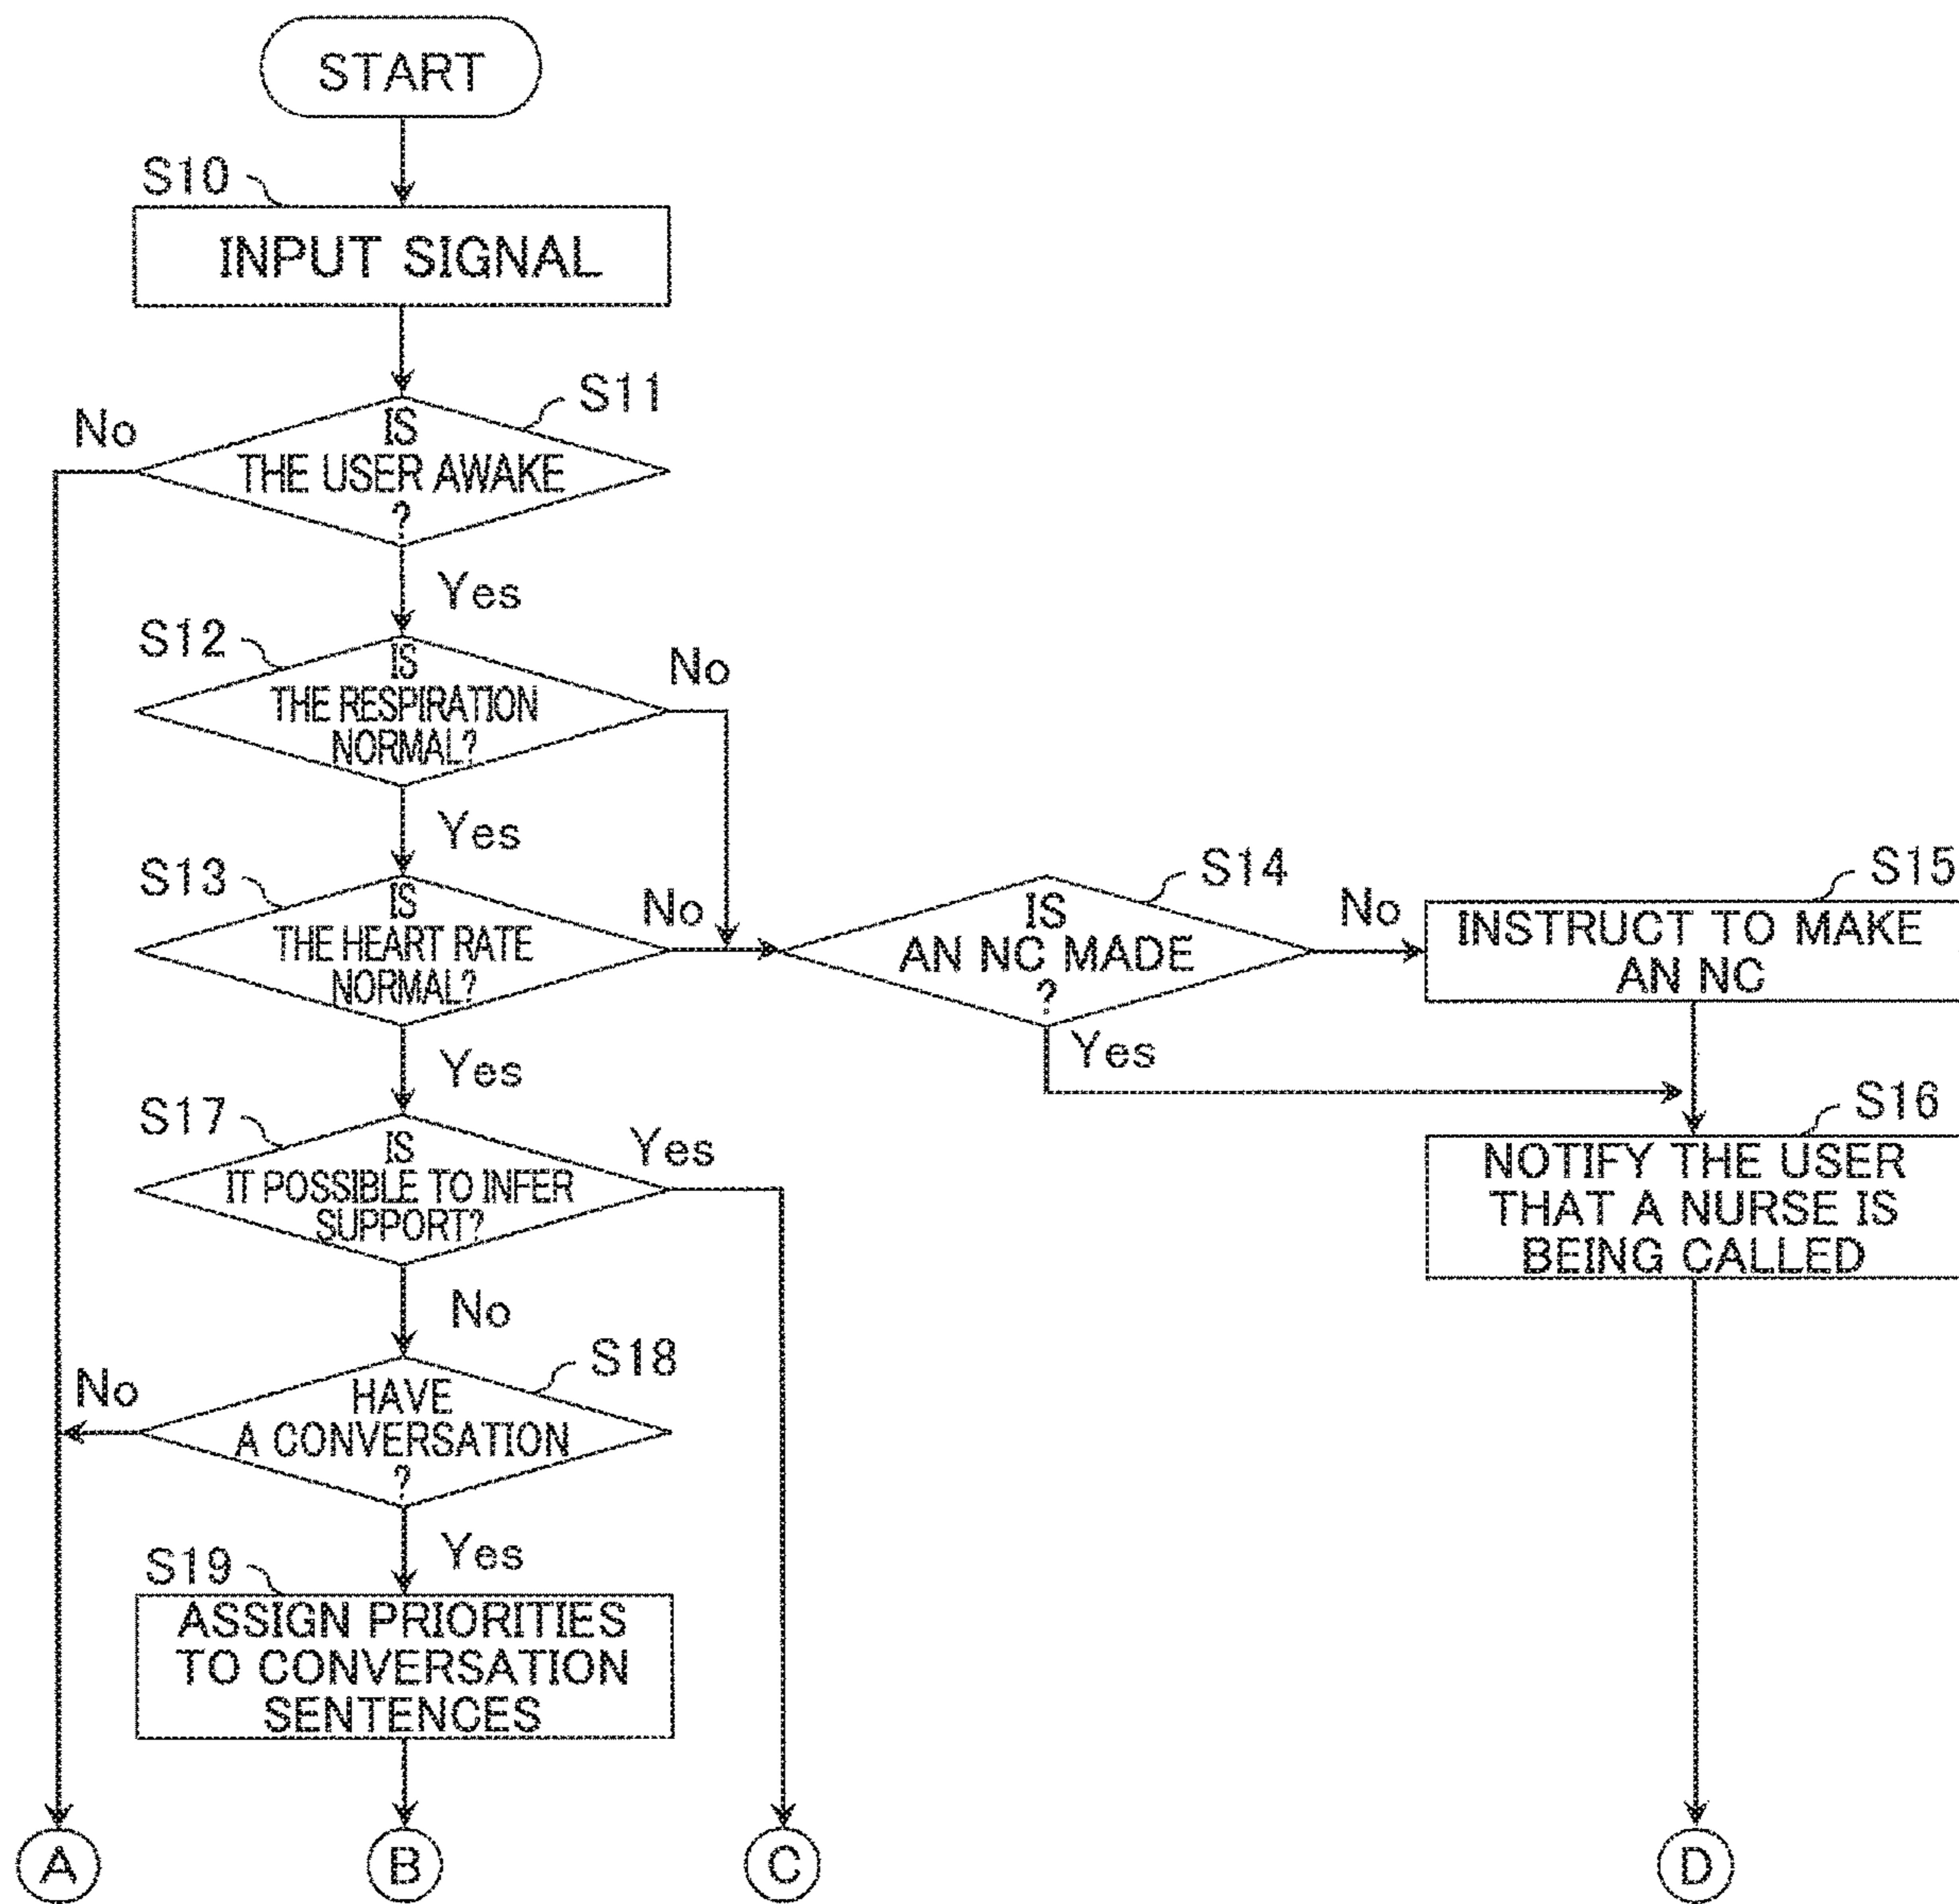 START
S10
INPUT SIGNAL
S11
No
IS
THE USER AWAKE
?
Yes
S12
IS
THE RESPIRATION
NORMAL?
No
Yes
S13
IS
THE HEART RATE
NORMAL?
No
S14
IS
AN NC MADE
?
No
S15
INSTRUCT TO MAKE
AN NC
Yes
Yes
S16
NOTIFY THE USER
THAT A NURSE IS
BEING CALLED
S17
IS
IT POSSIBLE TO INFER
SUPPORT?
Yes
No
S18
No
HAVE
A CONVERSATION
?
Yes
S19
ASSIGN PRIORITIES
TO CONVERSATION
SENTENCES
A
B
C
D